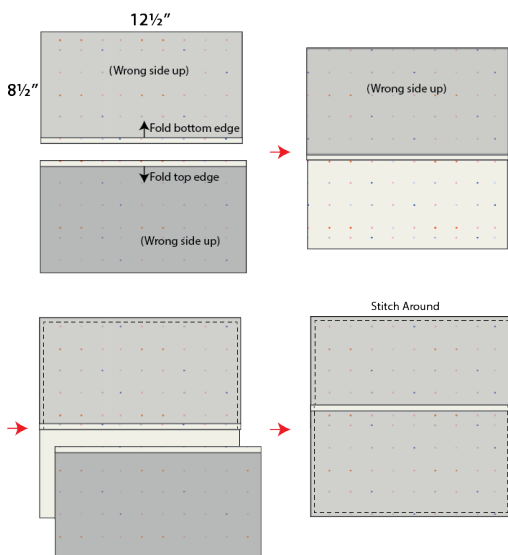 12½"
8½"
(Wrong side up)
Fold bottom edge
Fold top edge
(Wrong side up)
(Wrong side up)
Stitch Around